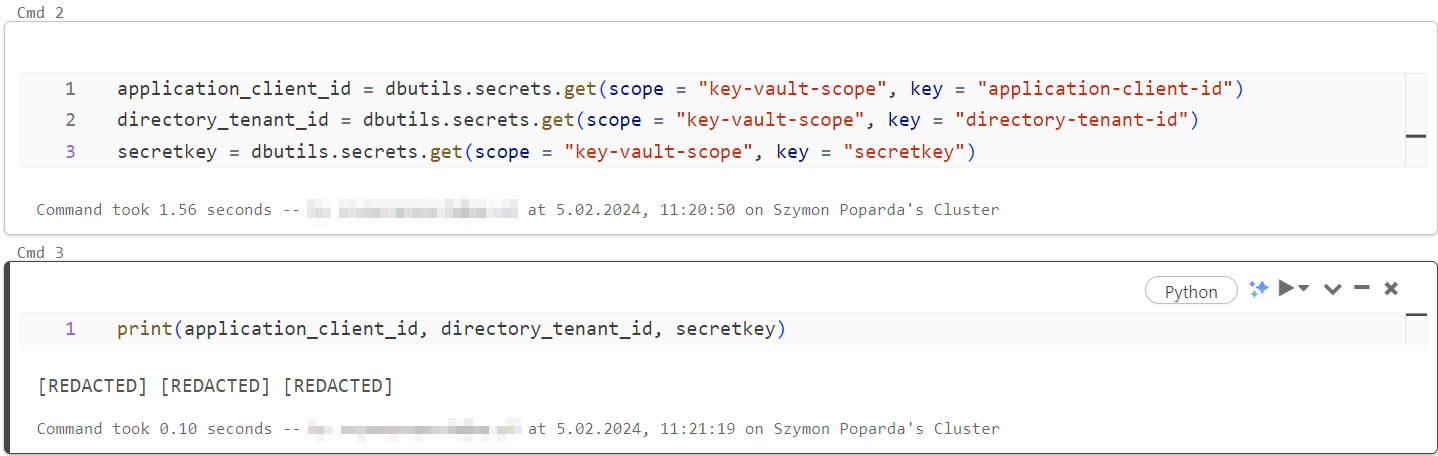 Cmd 2
1 application_client_id = dbutils.secrets.get(scope = "key-vault-scope", key = "application-client-id")
2 directory_tenant_id = dbutils.secrets.get(scope = "key-vault-scope", key = "directory-tenant-id")
3 secretkey = dbutils.secrets.get(scope = "key-vault-scope", key = "secretkey")
Command took 1.56 seconds -- at 5.02.2024, 11:20:50 on Szymon Poparda's Cluster
Cmd 3
Python
1 print(application_client_id, directory_tenant_id, secretkey)
[REDACTED] [REDACTED] [REDACTED]
Command took 0.10 seconds -- at 5.02.2024, 11:21:19 on Szymon Poparda's Cluster